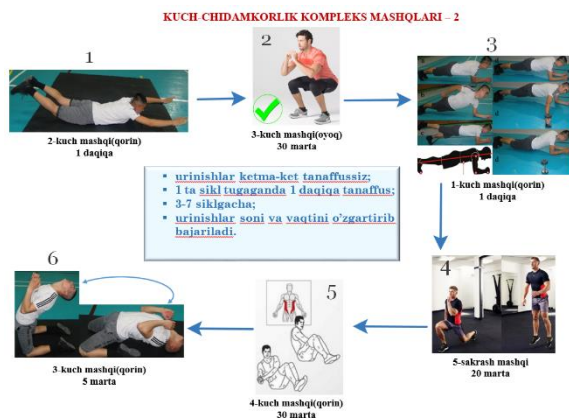 KUCH-CHIDAMKORLIK KOMPLEKS MASHQLARI – 2
1
2-kuch mashqi(qorin)
1 daqiqa
2
3-kuch mashqi(oyoq)
30 marta
3
1-kuch mashqi(qorin)
1 daqiqa
▪ urinishlar ketma-ket tanaffussiz;
▪ 1 ta sikl tugaganda 1 daqiqa tanaffus;
▪ 3-7 siklgacha;
▪ urinishlar soni va vaqtini o'zgartirib
bajariladi.
4
5-sakrash mashqi
20 marta
5
4-kuch mashqi(qorin)
30 marta
6
3-kuch mashqi(qorin)
5 marta